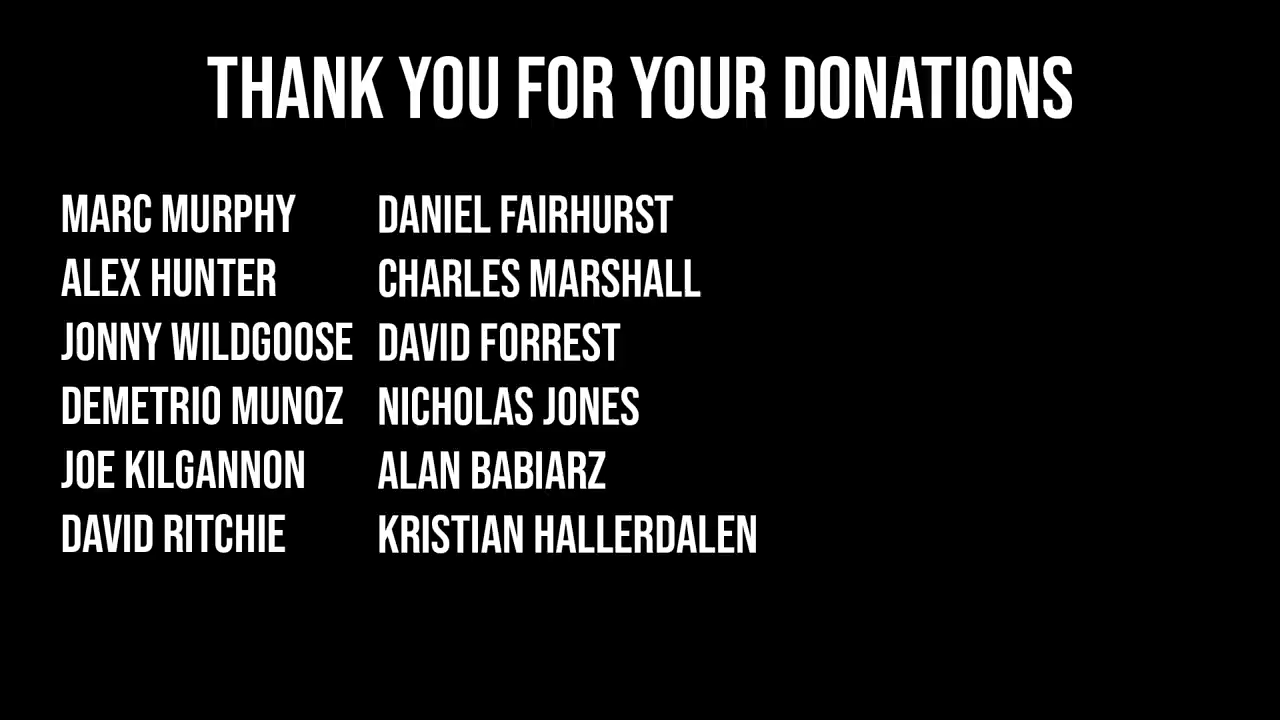 THANK YOU FOR YOUR DONATIONS
MARC MURPHY
ALEX HUNTER
JONNY WILDGOOSE
DEMETRIO MUNOZ
JOE KILGANNON
DAVID RITCHIE
DANIEL FAIRHURST
CHARLES MARSHALL
DAVID FORREST
NICHOLAS JONES
ALAN BABIARZ
KRISTIAN HALLERDALEN